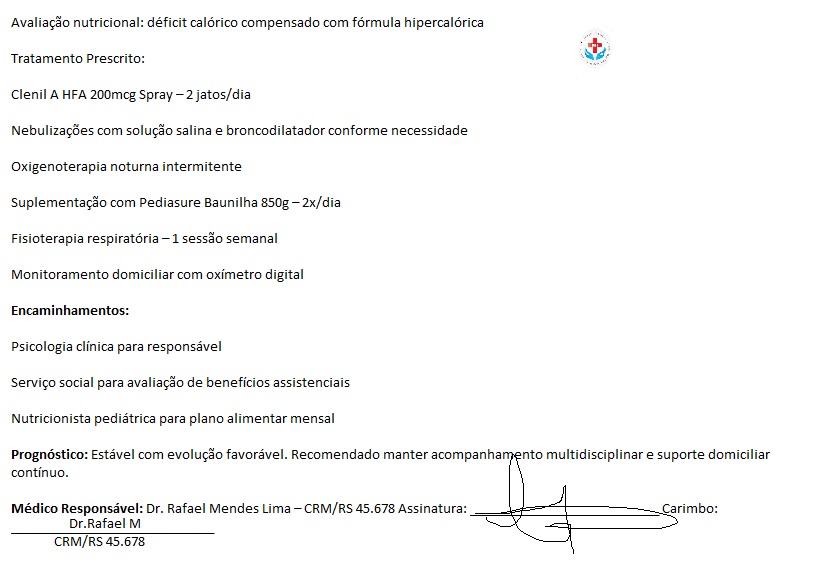 Avaliação nutricional: déficit calórico compensado com fórmula hipercalórica
Tratamento Prescrito:
Clenil A HFA 200mcg Spray – 2 jatos/dia
Nebulizações com solução salina e broncodilatador conforme necessidade
Oxigenoterapia noturna intermitente
Suplementação com Pediasure Baunilha 850g – 2x/dia
Fisioterapia respiratória – 1 sessão semanal
Monitoramento domiciliar com oxímetro digital
Encaminhamentos:
Psicologia clínica para responsável
Serviço social para avaliação de benefícios assistenciais
Nutricionista pediátrica para plano alimentar mensal
Prognóstico: Estável com evolução favorável. Recomendado manter acompanhamento multidisciplinar e suporte domiciliar
contínuo.
Médico Responsável: Dr. Rafael Mendes Lima – CRM/RS 45.678 Assinatura: Carimbo:
Dr.Rafael M
CRM/RS 45.678